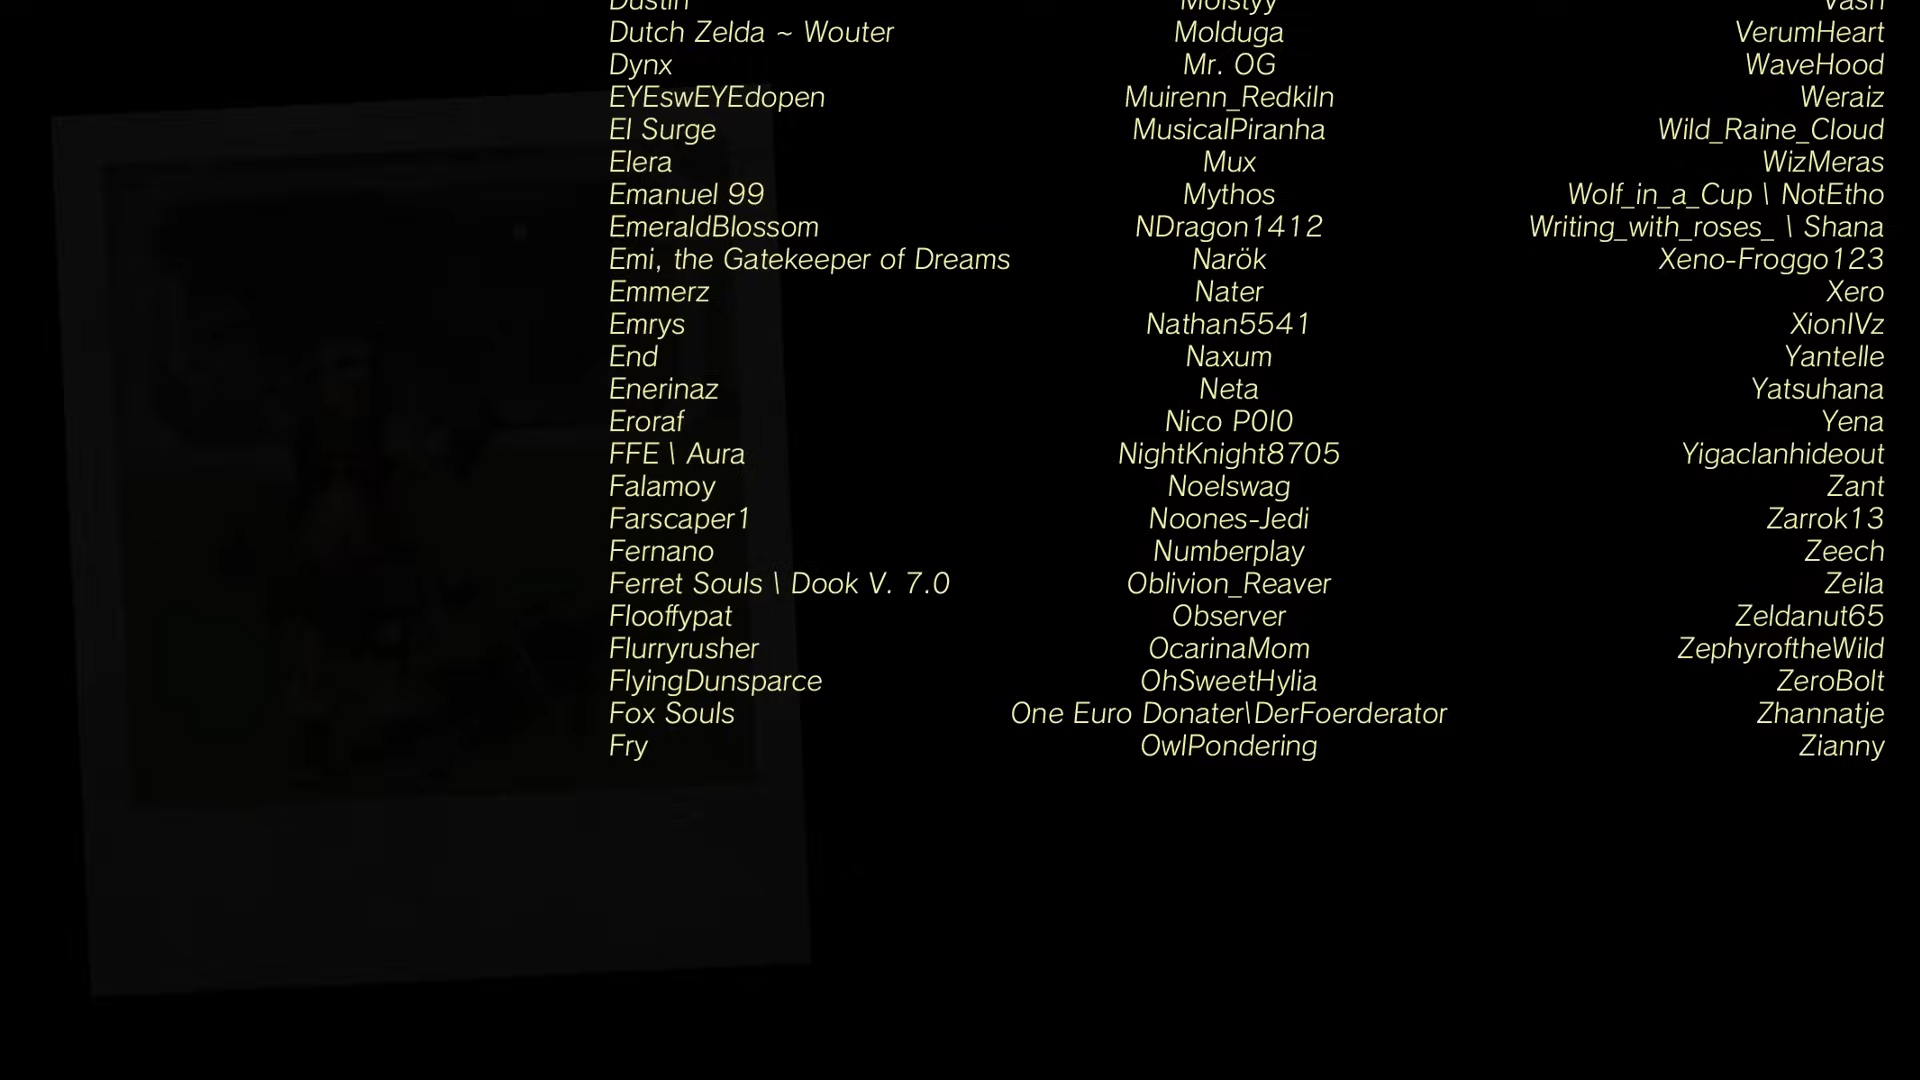 Dustin
Dutch Zelda ~ Wouter
Dynx
EYEswEYEdopen
El Surge
Elera
Emanuel 99
EmeraldBlossom
Emi, the Gatekeeper of Dreams
Emmerz
Emrys
End
Enerinaz
Eroraf
FFE \ Aura
Falamoy
Farscaper1
Fernano
Ferret Souls \ Dook V. 7.0
Flooffypat
Flurryrusher
FlyingDunsparce
Fox Souls
Fry
Moistyy
Molduga
Mr. OG
Muirenn_Redkiln
MusicalPiranha
Mux
Mythos
NDragon1412
Narök
Nater
Nathan5541
Naxum
Neta
Nico P0l0
NightKnight8705
Noelswag
Noones-Jedi
Numberplay
Oblivion_Reaver
Observer
OcarinaMom
OhSweetHylia
One Euro Donater\DerFoerderator
OwlPondering
Vash
VerumHeart
WaveHood
Weraiz
Wild_Raine_Cloud
WizMeras
Wolf_in_a_Cup \ NotEtho
Writing_with_roses_ \ Shana
Xeno-Froggo123
Xero
XionIVz
Yantelle
Yatsuhana
Yena
Yigaclanhideout
Zant
Zarrok13
Zeech
Zeila
Zeldanut65
ZephyroftheWild
ZeroBolt
Zhannatje
Zianny